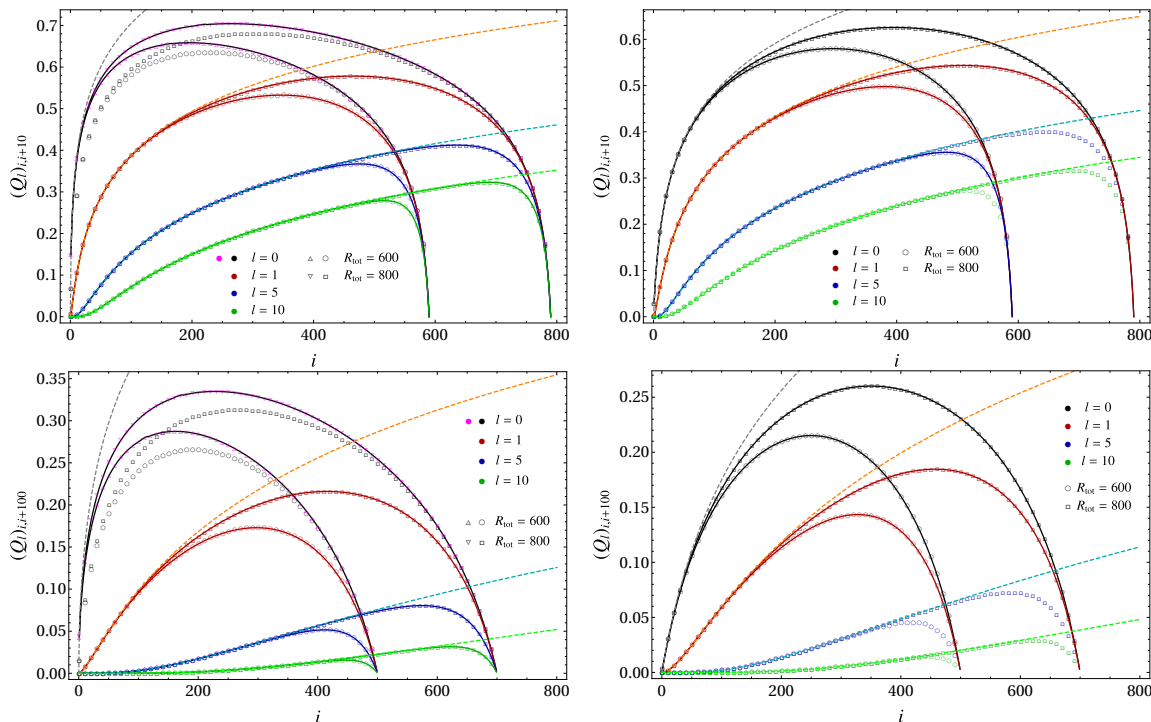 0.7
0.6
0.5
0.4
0.3
0.2
0.1
0.0
(Q_l)_{i,i+10}
l = 0
l = 1
l = 5
l = 10
R_tot = 600
R_tot = 800
0 200 400 600 800
i
0.6
0.5
0.4
0.3
0.2
0.1
0.0
(Q_l)_{i,i+10}
l = 0
l = 1
l = 5
l = 10
R_tot = 600
R_tot = 800
0 200 400 600 800
i
0.35
0.30
0.25
0.20
0.15
0.10
0.05
0.00
(Q_l)_{i,i+100}
l = 0
l = 1
l = 5
l = 10
R_tot = 600
R_tot = 800
0 200 400 600 800
i
0.25
0.20
0.15
0.10
0.05
0.00
(Q_l)_{i,i+100}
l = 0
l = 1
l = 5
l = 10
R_tot = 600
R_tot = 800
0 200 400 600 800
i